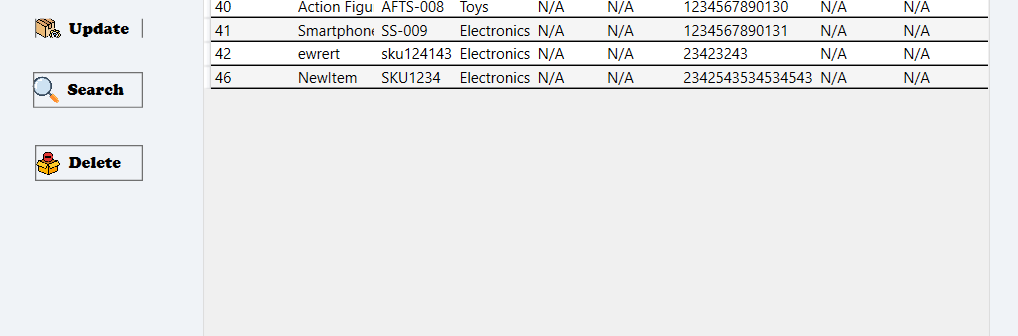 40 Action Figu AFTS-008 Toys N/A N/A 1234567890130 N/A N/A
Update
41 Smartphone SS-009 Electronics N/A N/A 1234567890131 N/A N/A
42 ewrert sku124143 Electronics N/A N/A 23423243 N/A N/A
46 NewItem SKU1234 Electronics N/A N/A 2342543534534543 N/A N/A
Search
Delete